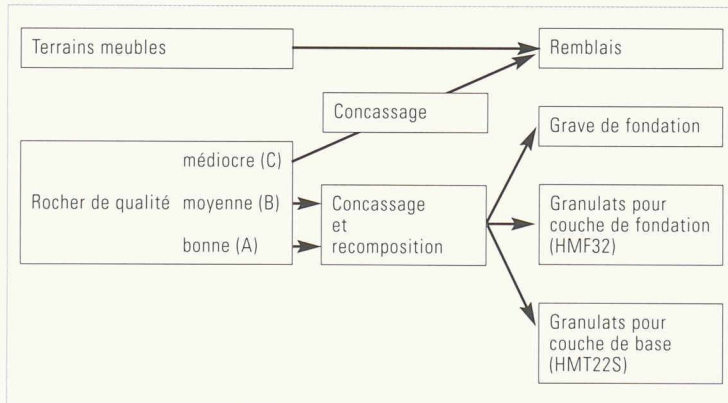 Terrains meubles
Remblais
Concassage
Grave de fondation
médiocre (C)
Rocher de qualité moyenne (B)
bonne (A)
Concassage
et
recomposition
Granulats pour
couche de fondation
(HMF32)
Granulats pour
couche de base
(HMT22S)